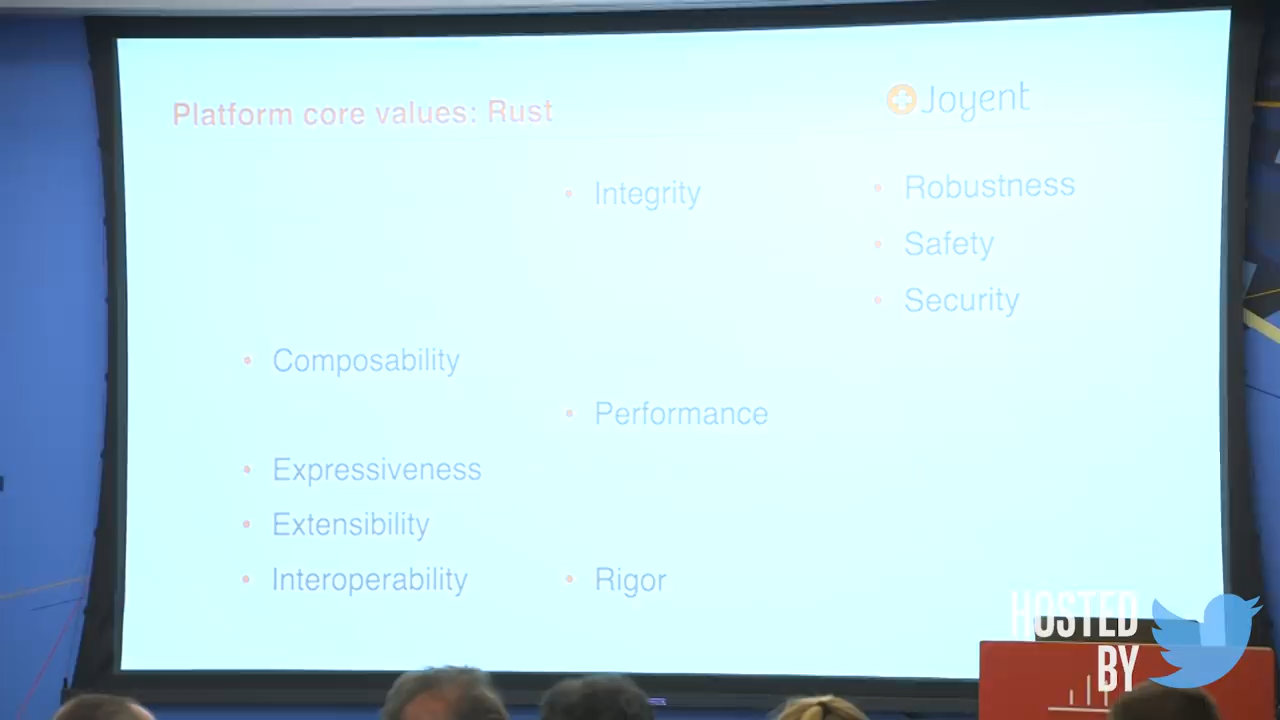 Platform core values: Rust
Joyent
Integrity
Robustness
Safety
Security
Composability
Performance
Expressiveness
Extensibility
Interoperability
Rigor
HOSTED
BY